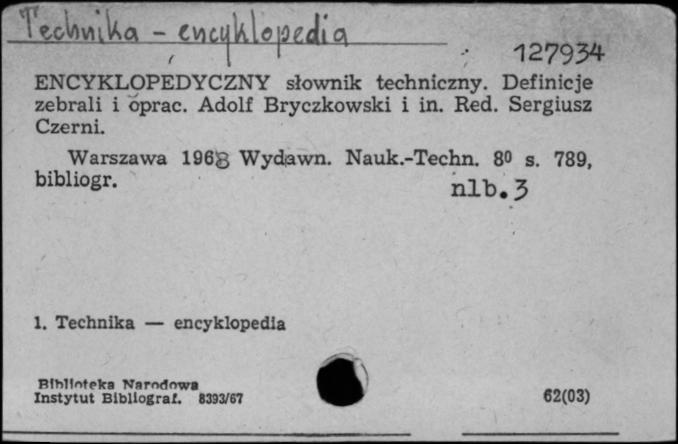 Technika - encyklopedia
127934
ENCYKLOPEDYCZNY słownik techniczny. Definicje
zebrali i oprac. Adolf Bryczkowski i in. Red. Sergiusz
Czerni.
Warszawa 1968 Wydawn. Nauk.-Techn. 8⁰ s. 789,
bibliogr. nlb. 3
1. Technika — encyklopedia
Biblioteka Narodowa
Instytut Bibliograf. 8393/67 62(03)